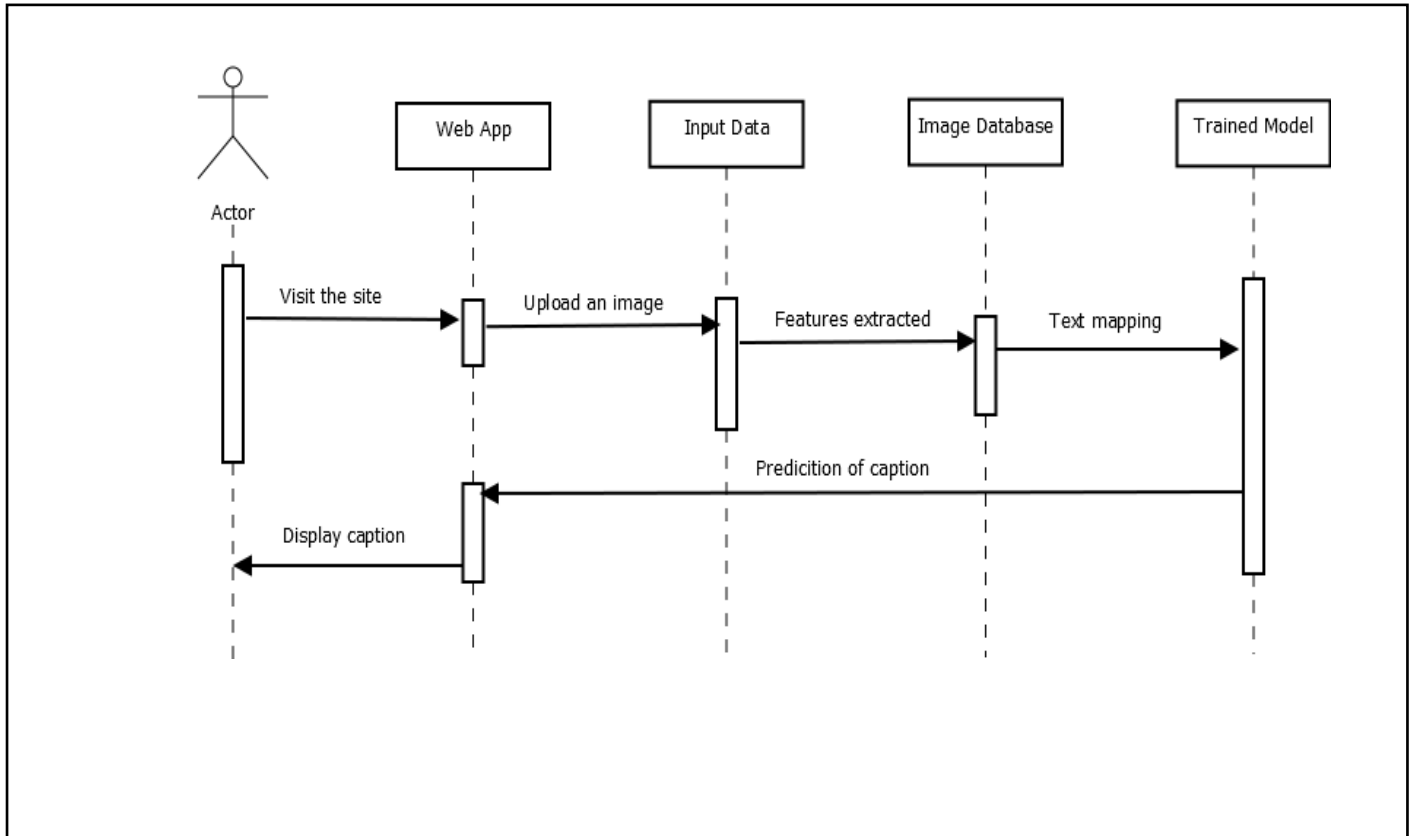 Web App
Input Data
Image Database
Trained Model
Actor
Visit the site
Upload an image
Features extracted
Text mapping
Predicition of caption
Display caption